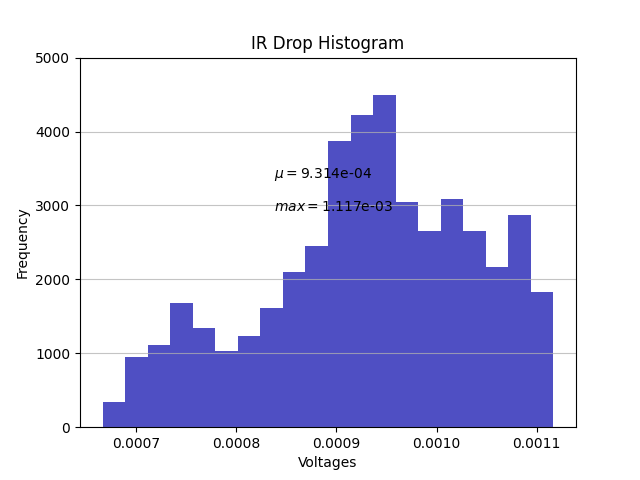 IR Drop Histogram
5000
4000
3000
2000
1000
0
Frequency
μ = 9.314e-04
max = 1.117e-03
0.0007 0.0008 0.0009 0.0010 0.0011
Voltages